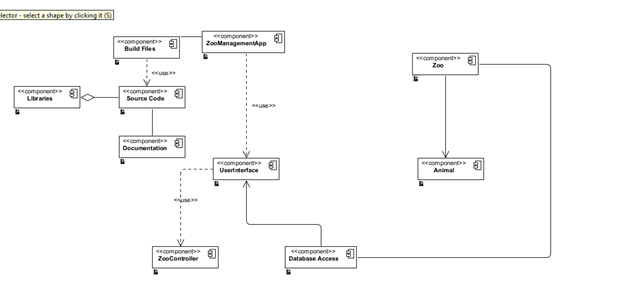 lector - select a shape by clicking it (S)
<<component>>
Build Files
<<component>>
ZooManagementApp
<<component>>
Zoo
<<use>>
<<component>>
Libraries
<<component>>
Source Code
<<use>>
<<component>>
Documentation
<<component>>
UserInterface
<<component>>
Animal
<<use>>
<<component>>
ZooController
<<component>>
Database Access